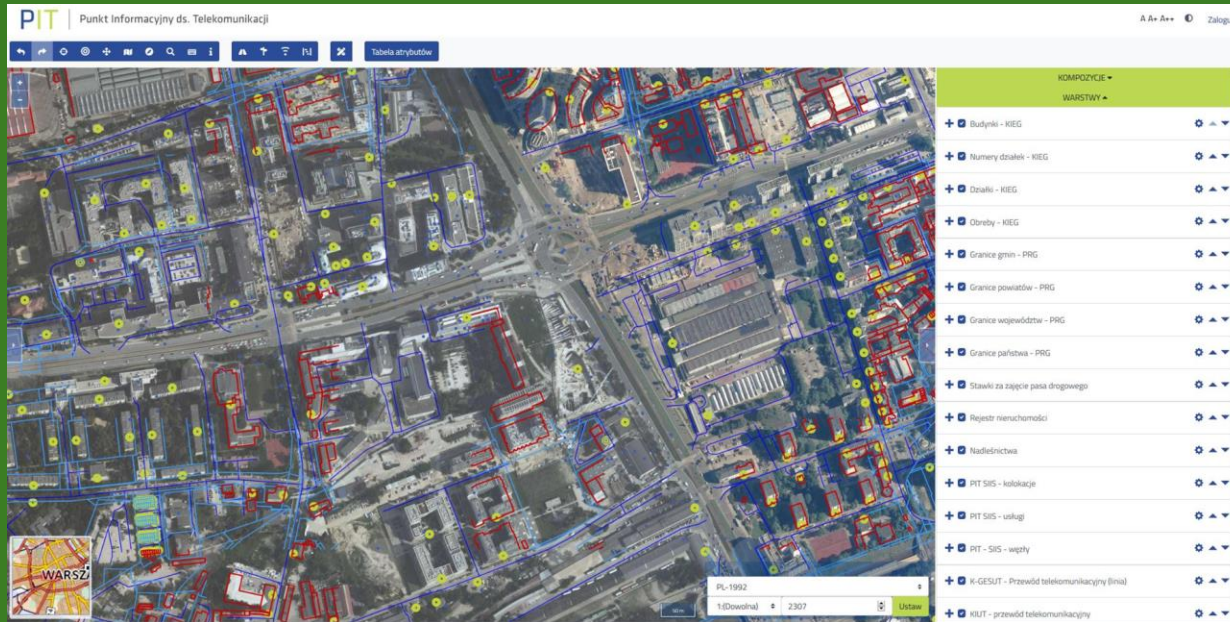 PIT | Punkt Informacyjny ds. Telekomunikacji
A A+ A++
Zalogu
Tabela atrybutów
KOMPOZYCJE
WARSTWY
Budynki - KIEG
Numery działek - KIEG
Działki - KIEG
Obreby - KIEG
Granice gmin - PRG
Granice powiatów - PRG
Granice województw - PRG
Granice państwa - PRG
Stawki za zajęcie pasa drogowego
Rejestr nieruchomości
Nadleśnictwa
PIT SIIS - kolokacje
PIT SIIS - usługi
PIT - SIIS - węzły
K-GESUT - Przewód telekomunikacyjny (linia)
KIUT - przewód telekomunikacyjny
WARSZ
PL-1992
1:(Dowolna) 2307 Ustaw